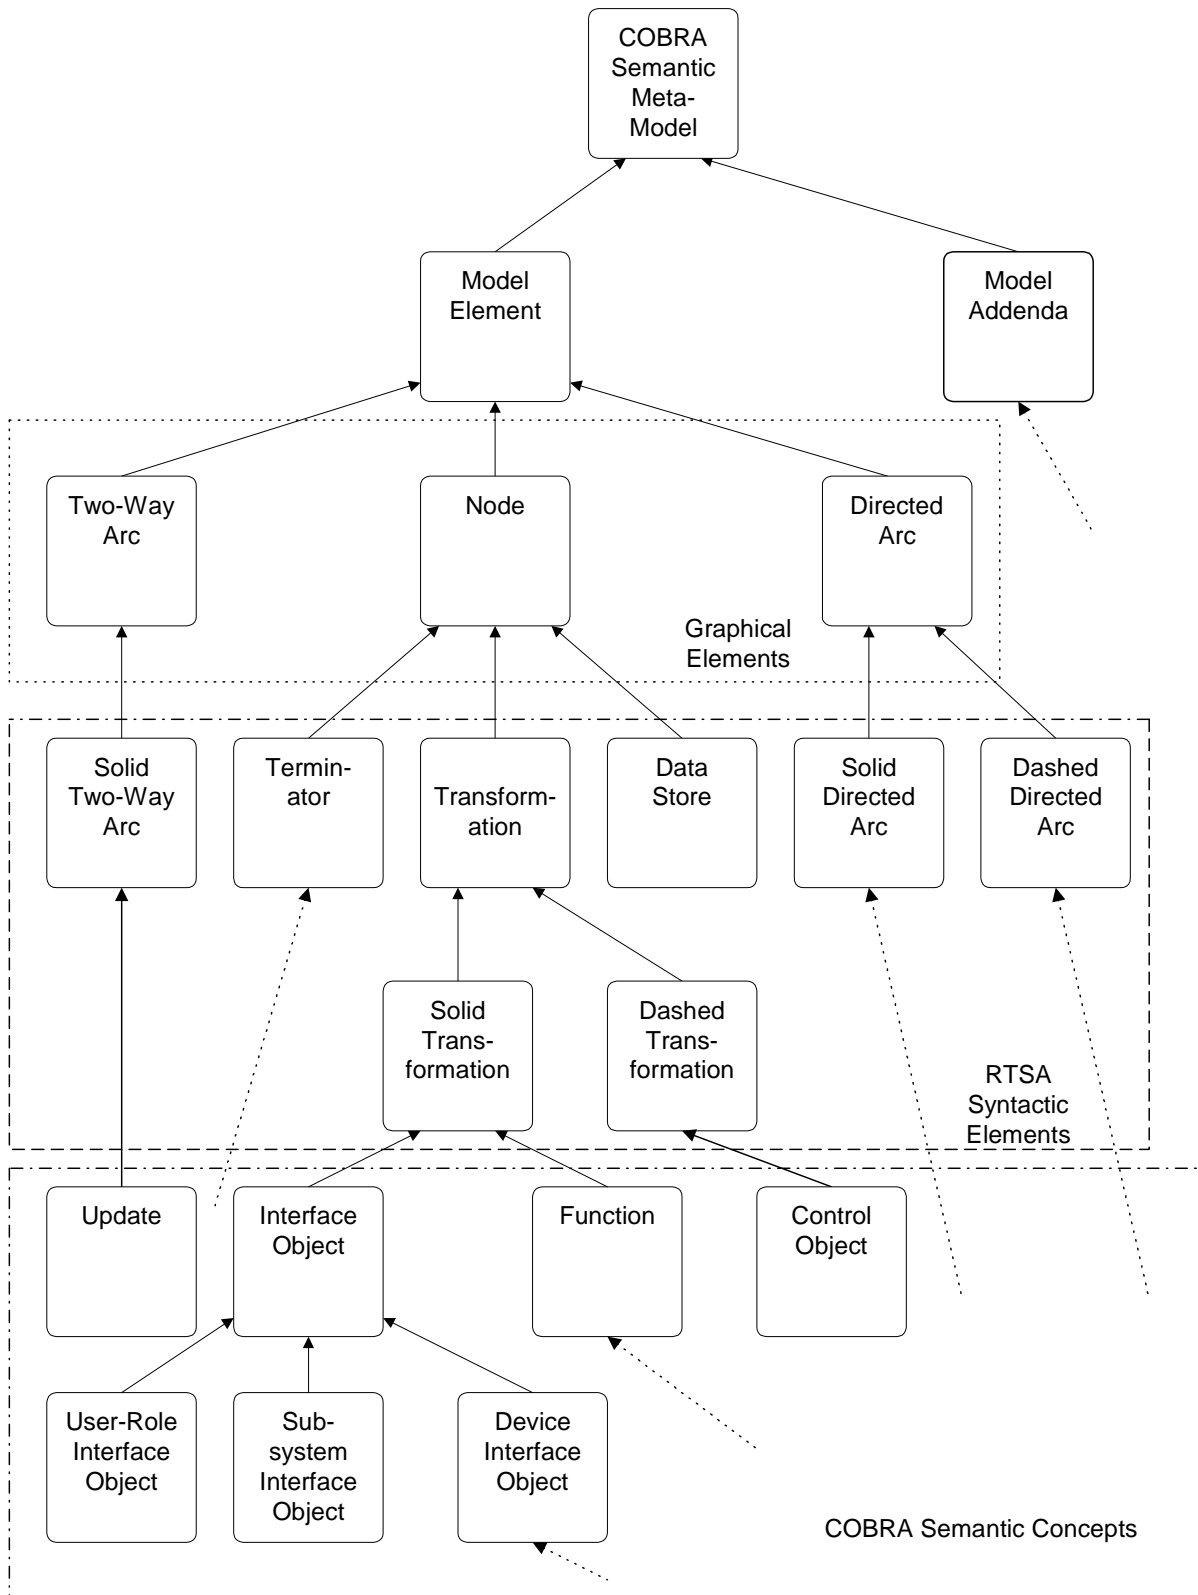 COBRA
Semantic
Meta-
Model
Model
Element
Model
Addenda
Two-Way
Arc
Node
Directed
Arc
Graphical
Elements
Solid
Two-Way
Arc
Termin-
ator
Transform-
ation
Data
Store
Solid
Directed
Arc
Dashed
Directed
Arc
Solid
Trans-
formation
Dashed
Trans-
formation
RTSA
Syntactic
Elements
Update
Interface
Object
Function
Control
Object
User-Role
Interface
Object
Sub-
system
Interface
Object
Device
Interface
Object
COBRA Semantic Concepts